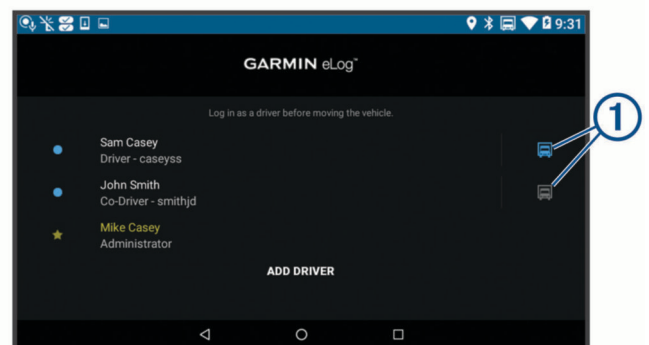 9:31
GARMIN eLog™
Log in as a driver before moving the vehicle.
Sam Casey
Driver - caseyss
John Smith
Co-Driver - smithjd
Mike Casey
Administrator
ADD DRIVER
1